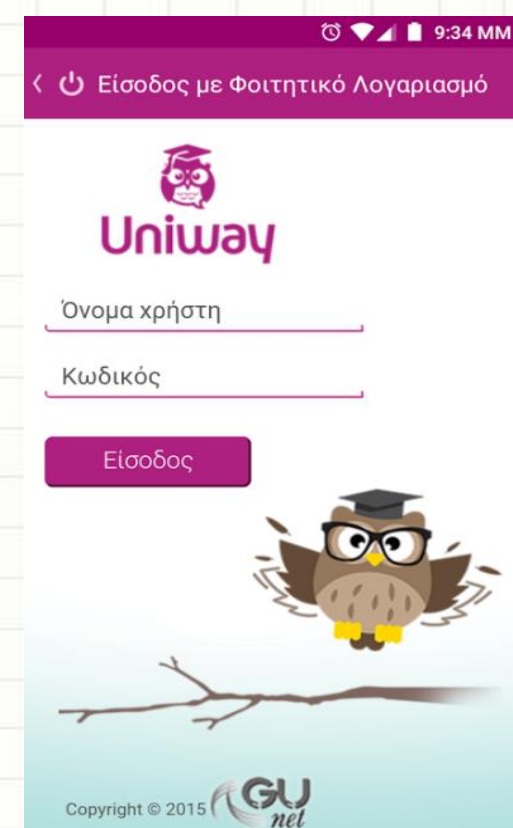 9:34 ΜΜ
Είσοδος με Φοιτητικό Λογαριασμό
Uniway
Όνομα χρήστη
Κωδικός
Είσοδος
Copyright © 2015 GU
net